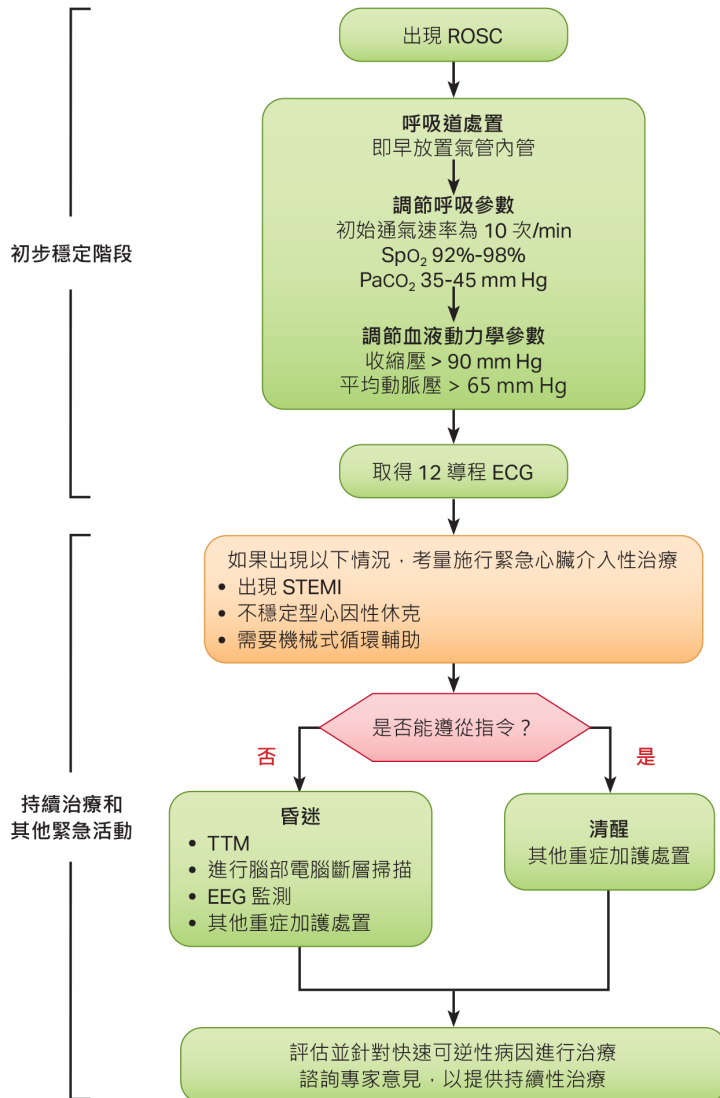 出現 ROSC
呼吸道處置
即早放置氣管內管
調節呼吸參數
初始通氣速率為 10 次/min
SpO₂ 92%-98%
PaCO₂ 35-45 mm Hg
調節血液動力學參數
收縮壓 > 90 mm Hg
平均動脈壓 > 65 mm Hg
取得 12 導程 ECG
初步穩定階段
如果出現以下情況，考量施行緊急心臟介入性治療
• 出現 STEMI
• 不穩定型心因性休克
• 需要機械式循環輔助
是否能遵從指令？
否
是
昏迷
• TTM
• 進行腦部電腦斷層掃描
• EEG 監測
• 其他重症加護處置
清醒
其他重症加護處置
持續治療和
其他緊急活動
評估並針對快速可逆性病因進行治療
諮詢專家意見，以提供持續性治療